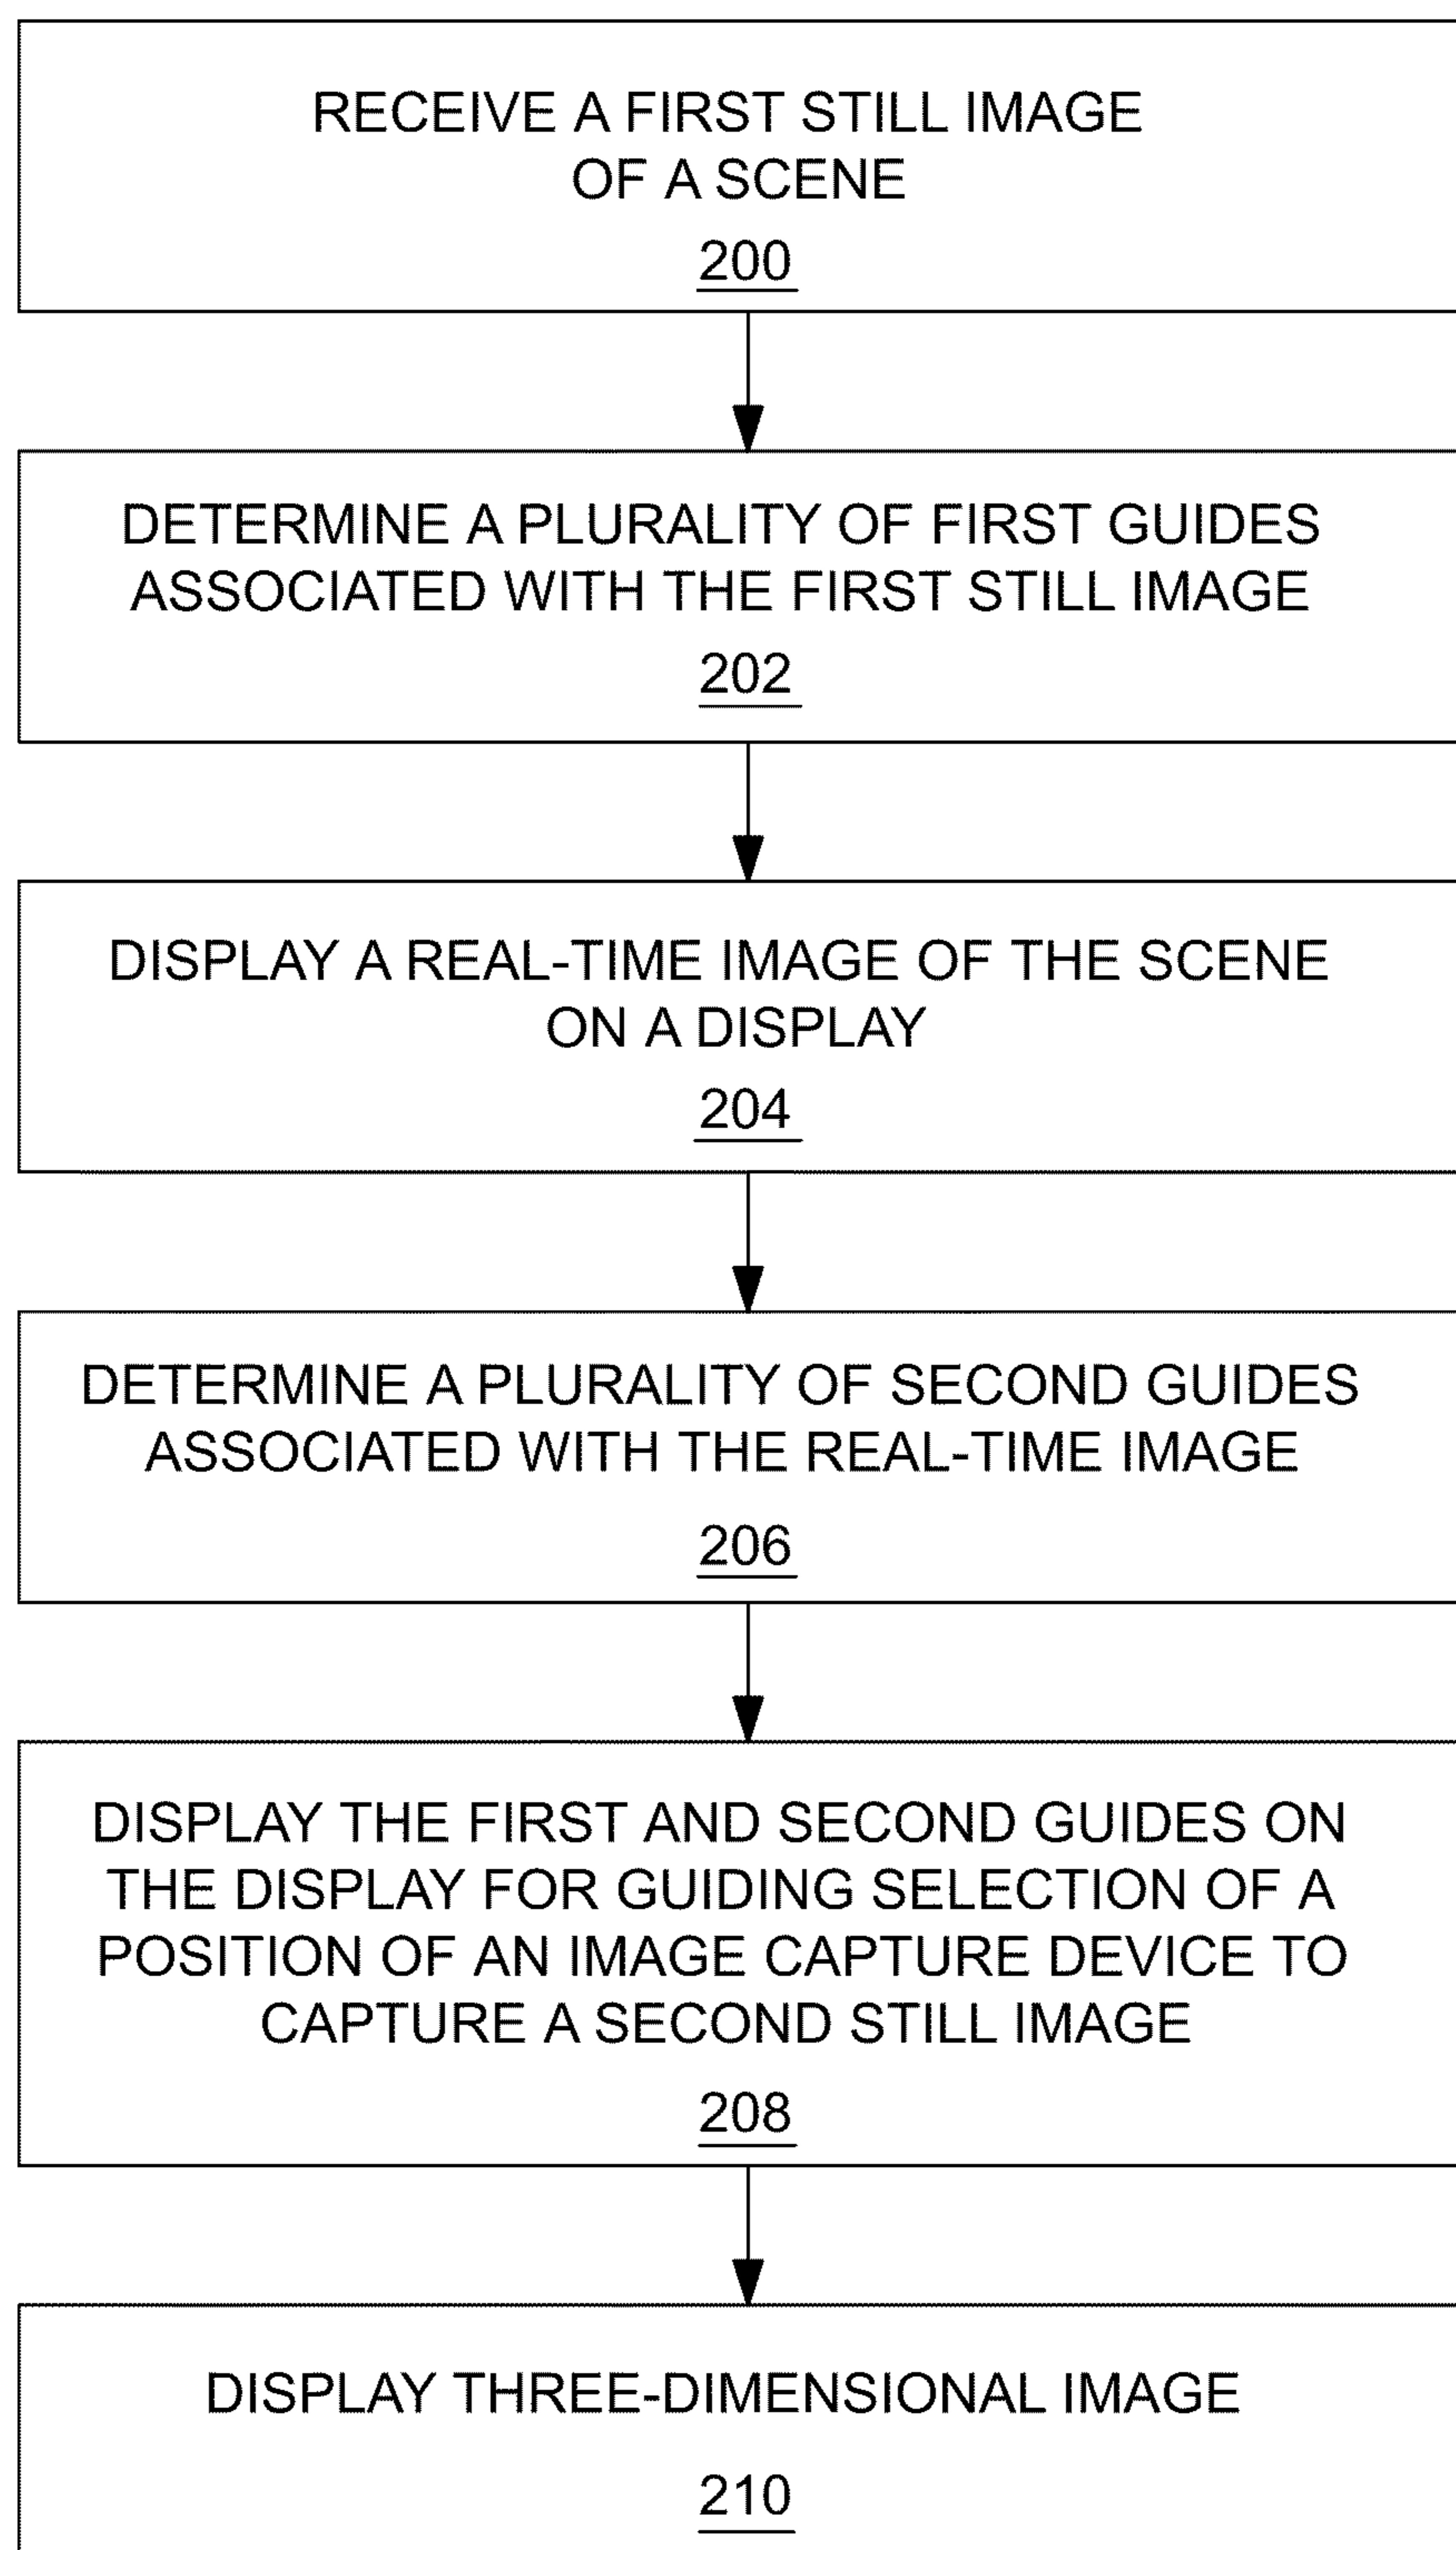 RECEIVE A FIRST STILL IMAGE
OF A SCENE
200
DETERMINE A PLURALITY OF FIRST GUIDES
ASSOCIATED WITH THE FIRST STILL IMAGE
202
DISPLAY A REAL-TIME IMAGE OF THE SCENE
ON A DISPLAY
204
DETERMINE A PLURALITY OF SECOND GUIDES
ASSOCIATED WITH THE REAL-TIME IMAGE
206
DISPLAY THE FIRST AND SECOND GUIDES ON
THE DISPLAY FOR GUIDING SELECTION OF A
POSITION OF AN IMAGE CAPTURE DEVICE TO
CAPTURE A SECOND STILL IMAGE
208
DISPLAY THREE-DIMENSIONAL IMAGE
210